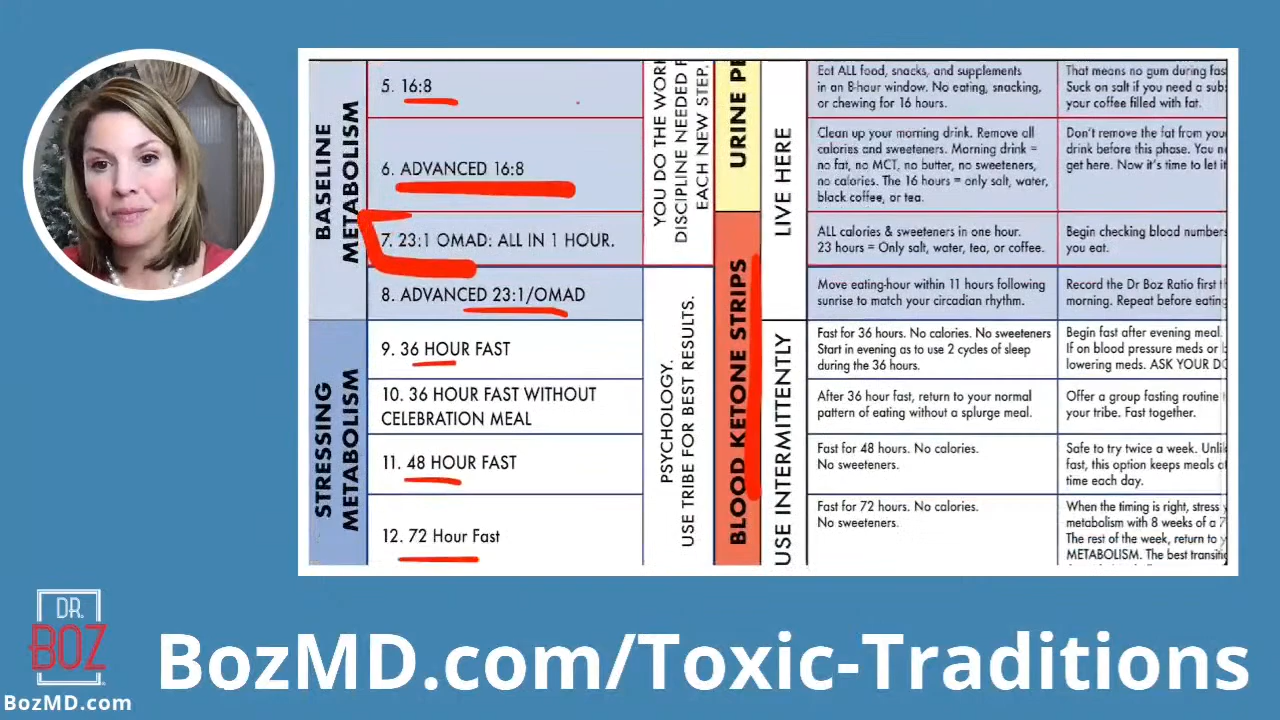 BASELINE
METABOLISM
5. 16:8
YOU DO THE WORK
DISCIPLINE NEEDED F
EACH NEW STEP.
URINE PE
LIVE HERE
Eat ALL food, snacks, and supplements
in an 8-hour window. No eating, snacking,
or chewing for 16 hours.
That means no gum during fas
Suck on salt if you need a sub
your coffee filled with fat.
6. ADVANCED 16:8
Clean up your morning drink. Remove all
calories and sweeteners. Morning drink =
no fat, no MCT, no butter, no sweeteners,
no calories. The 16 hours = only salt, water,
black coffee, or tea.
Don't remove the fat from your
drink before this phase. You n
get here. Now it's time to let it
7. 23:1 OMAD: ALL IN 1 HOUR.
ALL calories & sweeteners in one hour.
23 hours = Only salt, water, tea, or coffee.
Begin checking blood numbers
you eat.
8. ADVANCED 23:1/OMAD
PSYCHOLOGY.
USE TRIBE FOR BEST RESULTS.
BLOOD KETONE STRIPS
Move eating-hour within 11 hours following
sunrise to match your circadian rhythm.
Record the Dr Boz Ratio first t
morning. Repeat before eating
STRESSING
METABOLISM
9. 36 HOUR FAST
USE INTERMITTENTLY
Fast for 36 hours. No calories. No sweeteners
Start in evening as to use 2 cycles of sleep
during the 36 hours.
Begin fast after evening meal.
If on blood pressure meds or b
lowering meds. ASK YOUR DO
10. 36 HOUR FAST WITHOUT
CELEBRATION MEAL
After 36 hour fast, return to your normal
pattern of eating without a splurge meal.
Offer a group fasting routine
your tribe. Fast together.
11. 48 HOUR FAST
Fast for 48 hours. No calories.
No sweeteners.
Safe to try twice a week. Unlik
fast, this option keeps meals at
time each day.
12. 72 Hour Fast
Fast for 72 hours. No calories.
No sweeteners.
When the timing is right, stress
metabolism with 8 weeks of a 7
The rest of the week, return to y
METABOLISM. The best transiti
DR.
BOZ
BozMD.com
BozMD.com/Toxic-Traditions